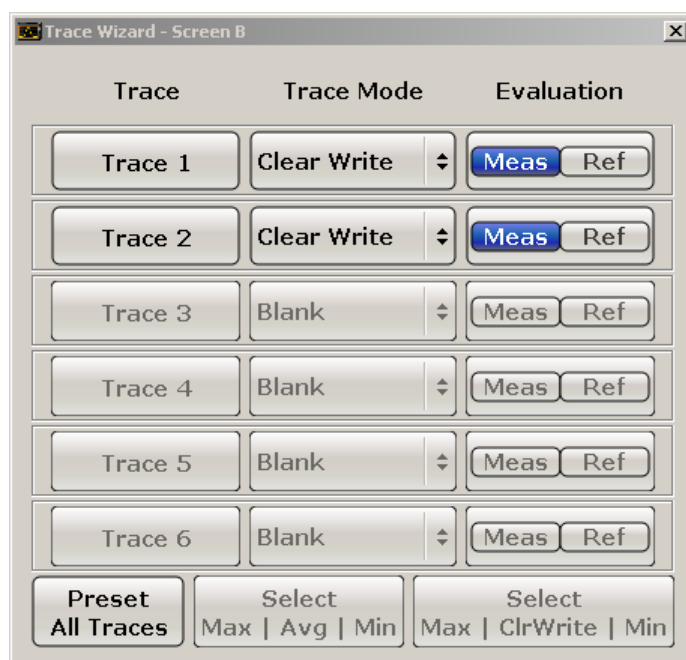 Trace Wizard - Screen B
Trace Trace Mode Evaluation
Trace 1 Clear Write Meas Ref
Trace 2 Clear Write Meas Ref
Trace 3 Blank Meas Ref
Trace 4 Blank Meas Ref
Trace 5 Blank Meas Ref
Trace 6 Blank Meas Ref
Preset Select Select
All Traces Max | Avg | Min Max | ClrWrite | Min